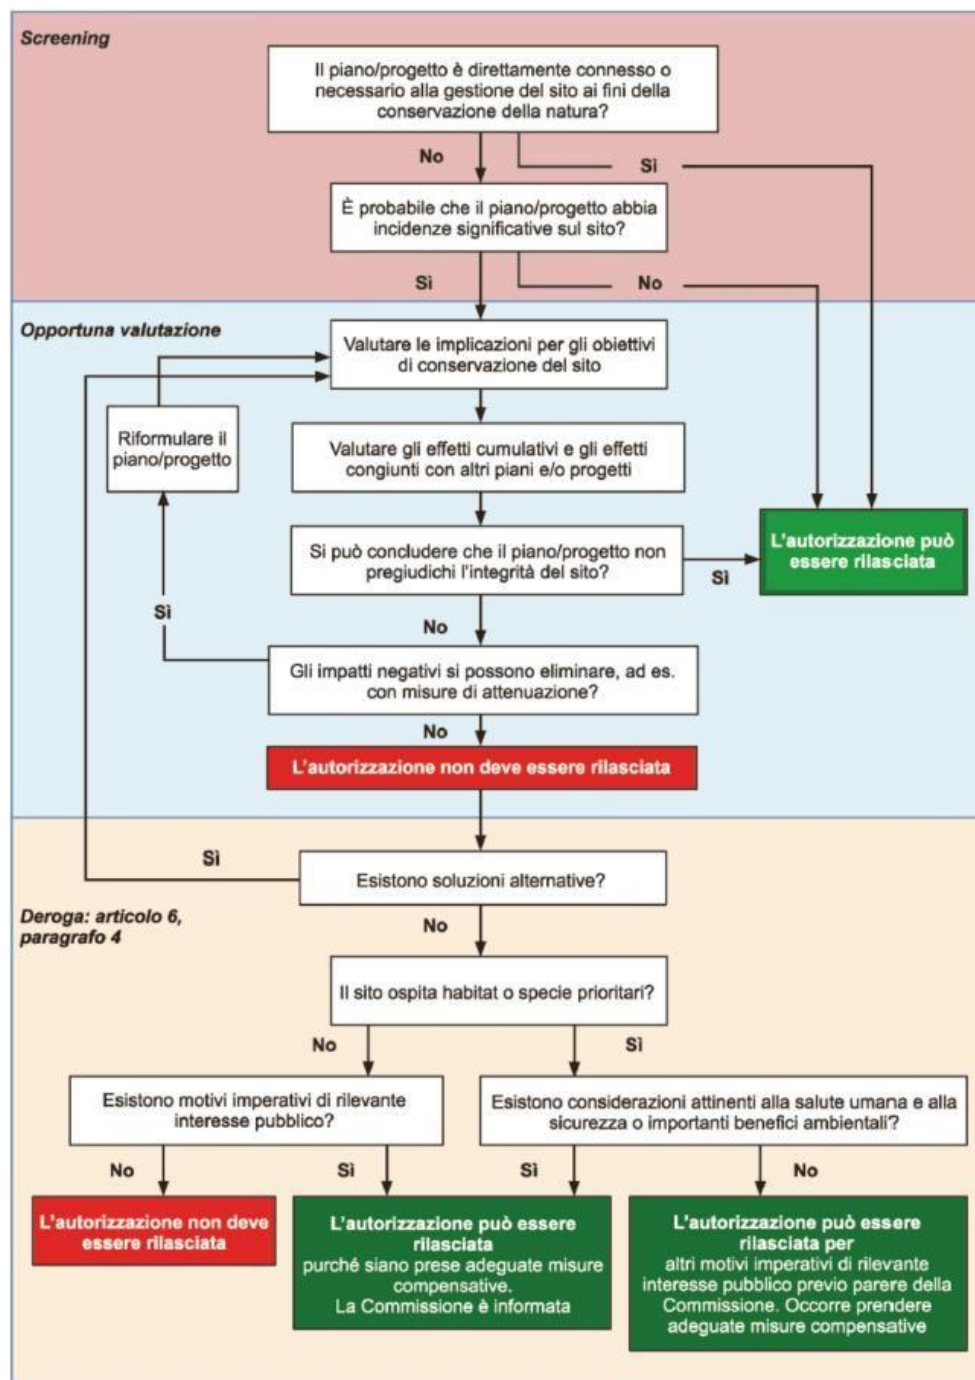 Screening
Il piano/progetto è direttamente connesso o
necessario alla gestione del sito ai fini della
conservazione della natura?
No
Sì
È probabile che il piano/progetto abbia
incidenze significative sul sito?
Sì
No
Opportuna valutazione
Valutare le implicazioni per gli obiettivi
di conservazione del sito
Riformulare il
piano/progetto
Valutare gli effetti cumulativi e gli effetti
congiunti con altri piani e/o progetti
Si può concludere che il piano/progetto non
pregiudichi l'integrità del sito?
Sì
L'autorizzazione può
essere rilasciata
Sì
No
Gli impatti negativi si possono eliminare, ad es.
con misure di attenuazione?
No
L'autorizzazione non deve essere rilasciata
Sì
Esistono soluzioni alternative?
Deroga: articolo 6,
paragrafo 4
No
Il sito ospita habitat o specie prioritari?
No
Sì
Esistono motivi imperativi di rilevante
interesse pubblico?
Esistono considerazioni attinenti alla salute umana e alla
sicurezza o importanti benefici ambientali?
No
Sì
Sì
No
L'autorizzazione non deve
essere rilasciata
L'autorizzazione può essere
rilasciata
purché siano prese adeguate misure
compensative.
La Commissione è informata
L'autorizzazione può essere
rilasciata per
altri motivi imperativi di rilevante
interesse pubblico previo parere della
Commissione. Occorre prendere
adeguate misure compensative